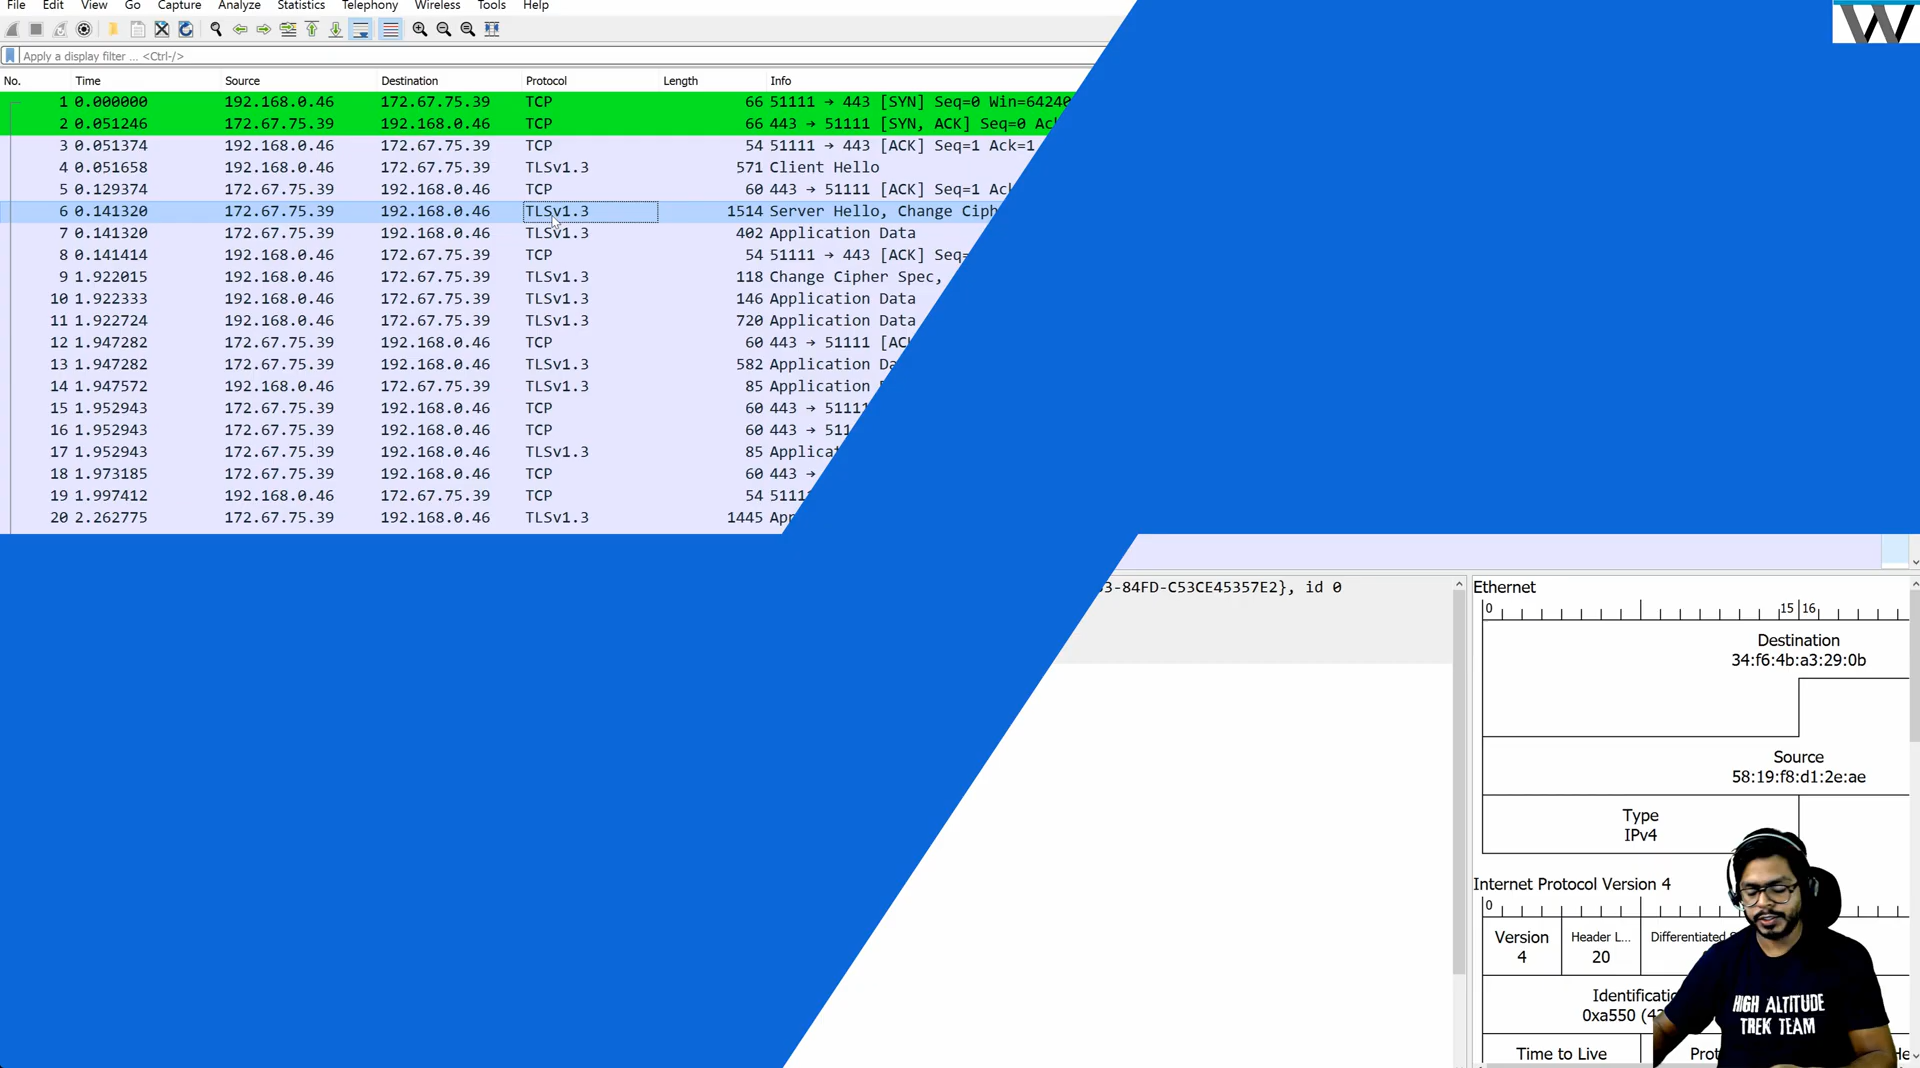 File Edit View Go Capture Analyze Statistics Telephony Wireless Tools Help
Apply a display filter ... <Ctrl-/>
No. Time Source Destination Protocol Length Info
1 0.000000 192.168.0.46 172.67.75.39 TCP 66 51111 → 443 [SYN] Seq=0 Win=64240
2 0.051246 172.67.75.39 192.168.0.46 TCP 66 443 → 51111 [SYN, ACK] Seq=0 Ack
3 0.051374 192.168.0.46 172.67.75.39 TCP 54 51111 → 443 [ACK] Seq=1 Ack=1
4 0.051658 192.168.0.46 172.67.75.39 TLSv1.3 571 Client Hello
5 0.129374 172.67.75.39 192.168.0.46 TCP 60 443 → 51111 [ACK] Seq=1 Ac
6 0.141320 172.67.75.39 192.168.0.46 TLSv1.3 1514 Server Hello, Change Ciph
7 0.141320 172.67.75.39 192.168.0.46 TLSv1.3 402 Application Data
8 0.141414 192.168.0.46 172.67.75.39 TCP 54 51111 → 443 [ACK] Seq=
9 1.922015 192.168.0.46 172.67.75.39 TLSv1.3 118 Change Cipher Spec,
10 1.922333 192.168.0.46 172.67.75.39 TLSv1.3 146 Application Data
11 1.922724 192.168.0.46 172.67.75.39 TLSv1.3 720 Application Data
12 1.947282 172.67.75.39 192.168.0.46 TCP 60 443 → 51111 [AC
13 1.947282 172.67.75.39 192.168.0.46 TLSv1.3 582 Application Da
14 1.947572 192.168.0.46 172.67.75.39 TLSv1.3 85 Application
15 1.952943 172.67.75.39 192.168.0.46 TCP 60 443 → 51111
16 1.952943 172.67.75.39 192.168.0.46 TCP 60 443 → 511
17 1.952943 172.67.75.39 192.168.0.46 TLSv1.3 85 Applicat
18 1.973185 172.67.75.39 192.168.0.46 TCP 60 443 →
19 1.997412 192.168.0.46 172.67.75.39 TCP 54 5111
20 2.262775 172.67.75.39 192.168.0.46 TLSv1.3 1445 App
3-84FD-C53CE45357E2}, id 0
Ethernet
0 15 16
Destination
34:f6:4b:a3:29:0b
Source
58:19:f8:d1:2e:ae
Type
IPv4
Internet Protocol Version 4
0
Version Header L... Differentiated
4 20
Identificatio
0xa550 (42
Time to Live Prot He
HIGH ALTITUDE
TREK TEAM
W